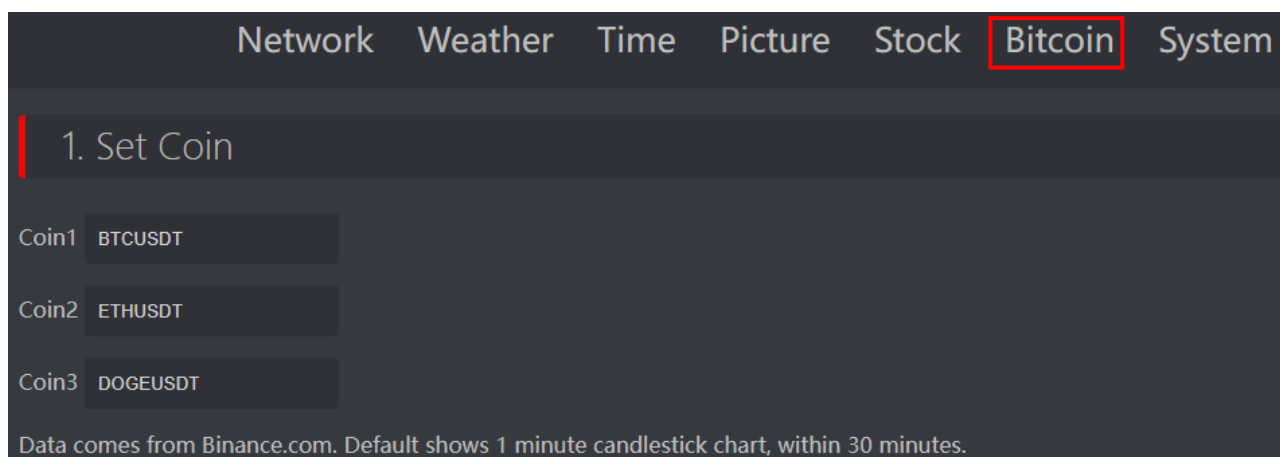 Network Weather Time Picture Stock Bitcoin System
1. Set Coin
Coin1 BTCUSDT
Coin2 ETHUSDT
Coin3 DOGEUSDT
Data comes from Binance.com. Default shows 1 minute candlestick chart, within 30 minutes.